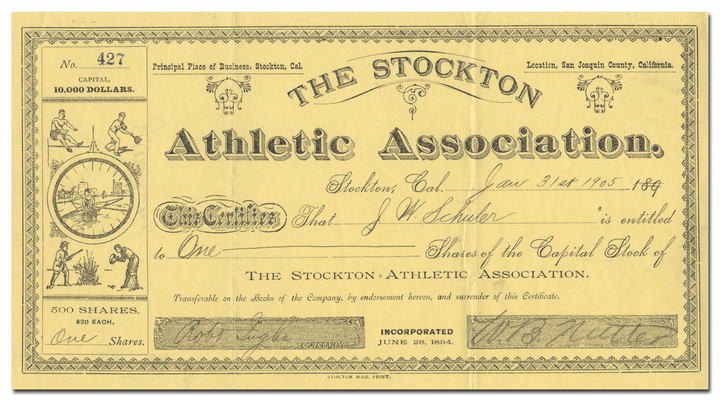 No. 427
CAPITAL,
10,000 DOLLARS.
Principal Place of Business, Stockton, Cal.
Location, San Joaquin County, California.
THE STOCKTON
Athletic Association.
Stockton, Cal. Jan 31st 1905 189
This Certifies That J. W. Schuler is entitled
to One Shares of the Capital Stock of
THE STOCKTON ATHLETIC ASSOCIATION.
Transferable on the Books of the Company, by endorsement hereon, and surrender of this Certificate.
500 SHARES,
$20 EACH.
One Shares.
Robt Inglis
SECRETARY.
INCORPORATED
JUNE 28, 1894.
W. B.
STOCKTON MAIL PRINT.